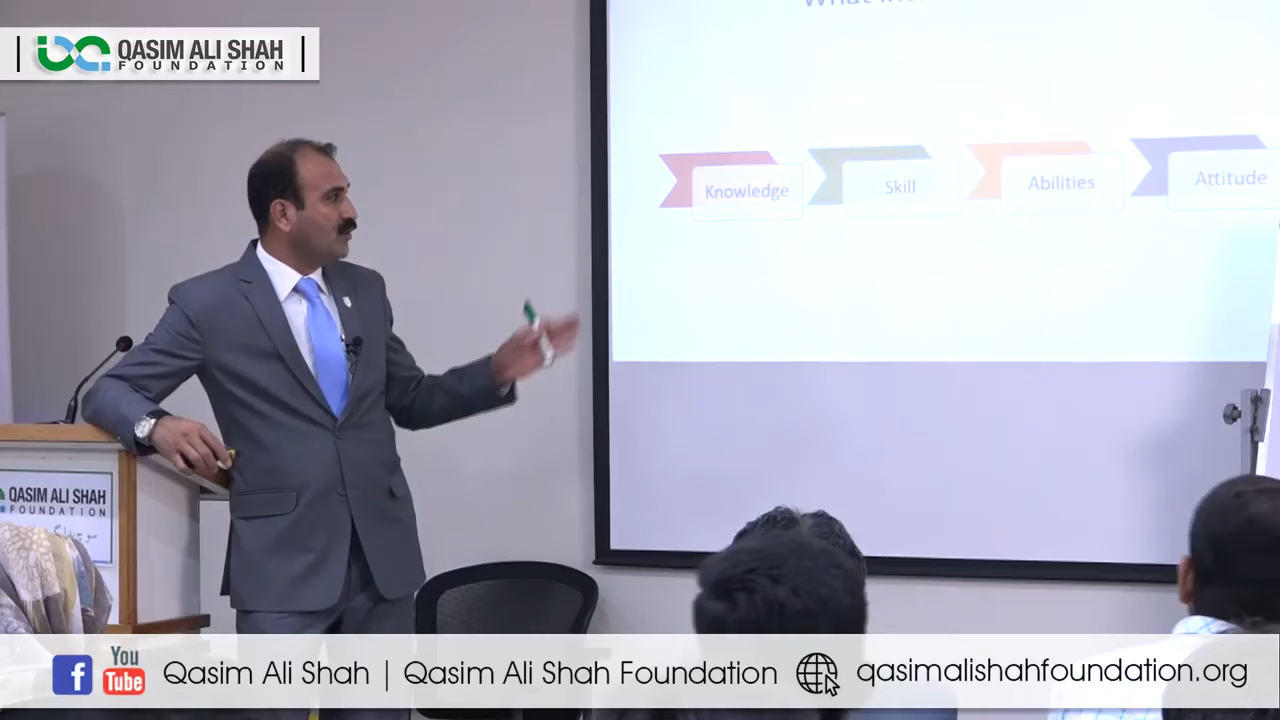 QASIM ALI SHAH
FOUNDATION
Knowledge
Skill
Abilities
Attitude
QASIM ALI SHAH
FOUNDATION
f You Tube Qasim Ali Shah | Qasim Ali Shah Foundation qasimalishahfoundation.org